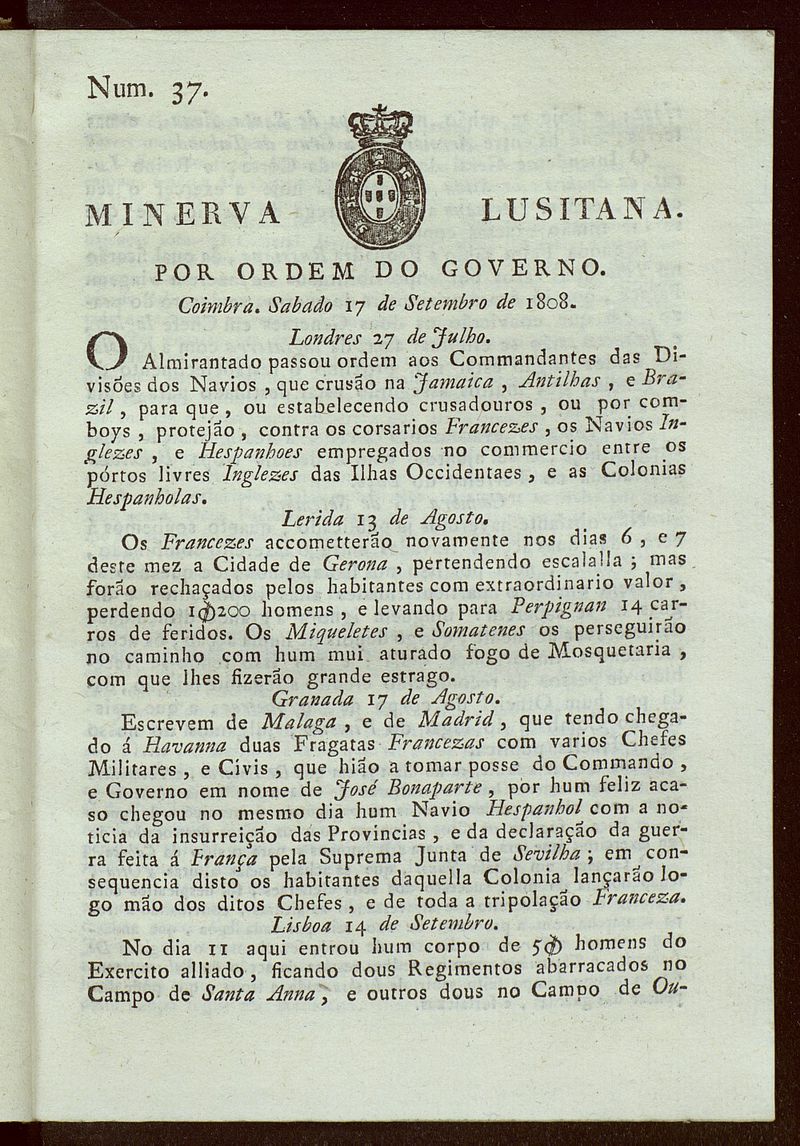 Num. 37.
MINERVA LUSITANA.
POR ORDEM DO GOVERNO.
Coimbra. Sabado 17 de Setembro de 1808.
Londres 27 de Julho.
O Almirantado passou ordem aos Commandantes das Di-
visões dos Navios , que crusão na Jamaica , Antilhas , e Bra-
zil , para que , ou estabelecendo crusadouros , ou por com-
boys , protejão , contra os corsarios Francezes , os Navios In-
glezes , e Hespanhoes empregados no commercio entre os
pórtos livres Inglezes das Ilhas Occidentaes , e as Colonias
Hespanholas.
Lerida 13 de Agosto.
Os Francezes accometterão novamente nos dias 6 , e 7
deste mez a Cidade de Gerona , pertendendo escalalla ; mas
forão rechaçados pelos habitantes com extraordinario valor ,
perdendo 1₯200 homens , e levando para Perpignan 14 car-
ros de feridos. Os Miqueletes , e Somatenes os perseguirão
no caminho com hum mui aturado fogo de Mosquetaria ,
com que lhes fizerão grande estrago.
Granada 17 de Agosto.
Escrevem de Malaga , e de Madrid , que tendo chega-
do á Havanna duas Fragatas Francezas com varios Chefes
Militares , e Civis , que hião a tomar posse do Commando ,
e Governo em nome de José Bonaparte , por hum feliz aca-
so chegou no mesmo dia hum Navio Hespanhol com a no-
ticia da insurreição das Provincias , e da declaração da guer-
ra feita á França pela Suprema Junta de Sevilha ; em con-
sequencia disto os habitantes daquella Colonia lançarão lo-
go mão dos ditos Chefes , e de toda a tripolação Franceza.
Lisboa 14 de Setembro.
No dia 11 aqui entrou hum corpo de 5₯ homens do
Exercito alliado , ficando dous Regimentos abarracados no
Campo de Santa Anna , e outros dous no Campo de Ou-